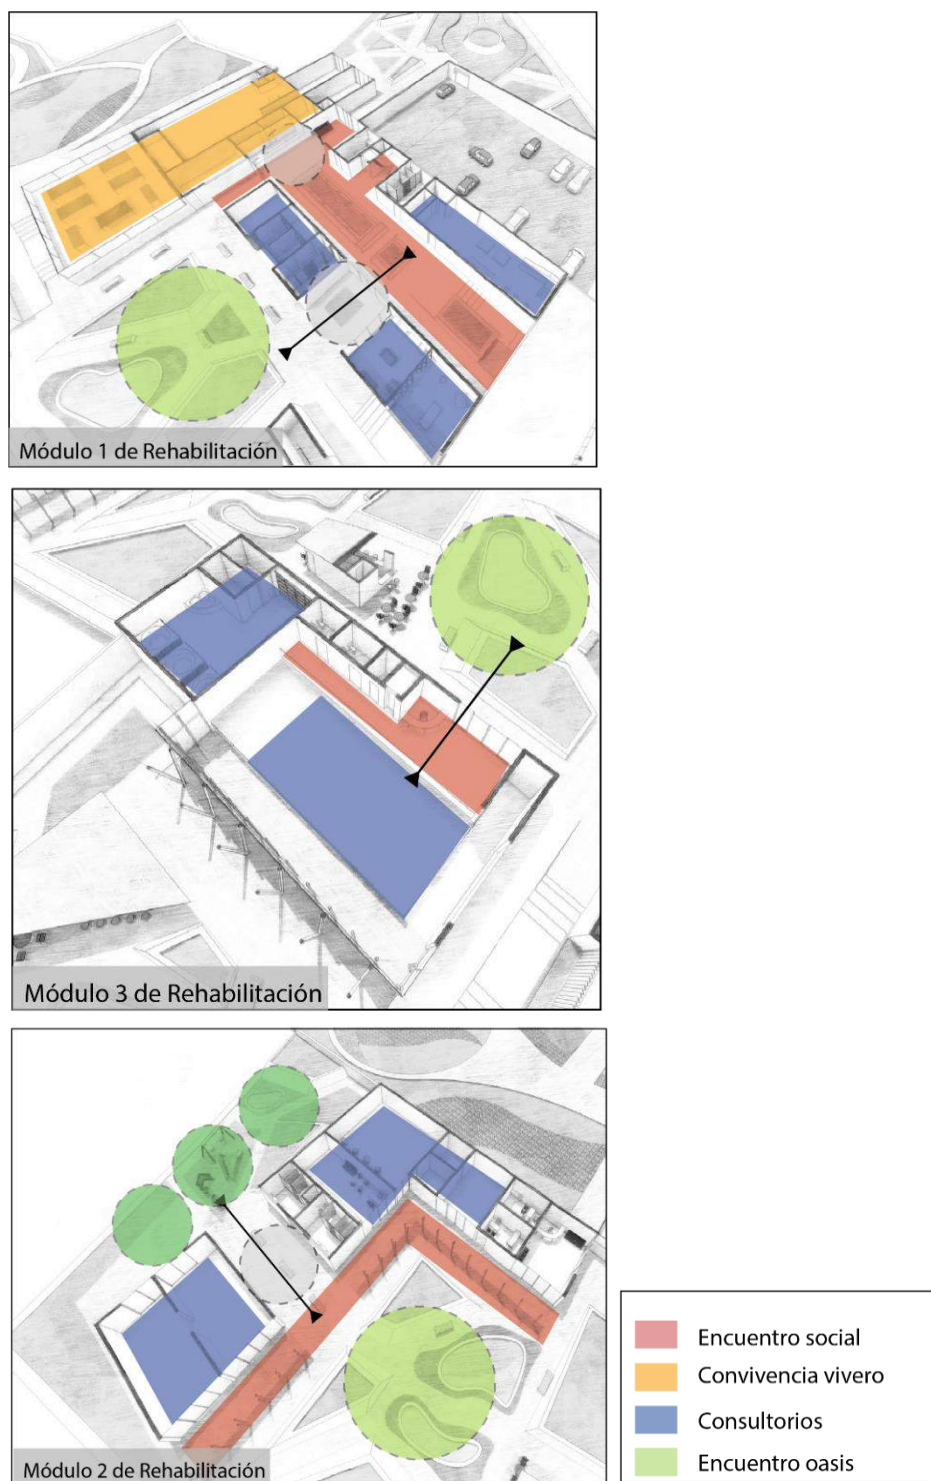 Módulo 1 de Rehabilitación
Módulo 3 de Rehabilitación
Módulo 2 de Rehabilitación
Encuentro social
Convivencia vivero
Consultorios
Encuentro oasis